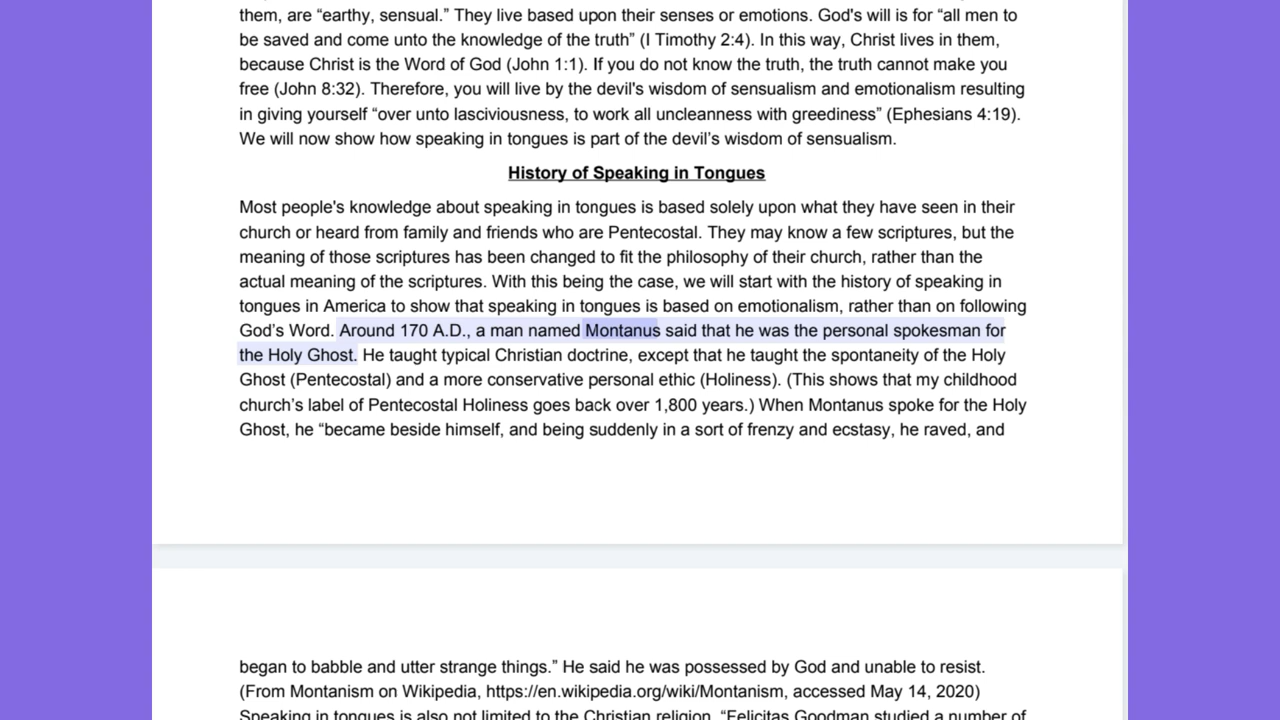 them, are “earthy, sensual.” They live based upon their senses or emotions. God's will is for “all men to
be saved and come unto the knowledge of the truth” (I Timothy 2:4). In this way, Christ lives in them,
because Christ is the Word of God (John 1:1). If you do not know the truth, the truth cannot make you
free (John 8:32). Therefore, you will live by the devil's wisdom of sensualism and emotionalism resulting
in giving yourself “over unto lasciviousness, to work all uncleanness with greediness” (Ephesians 4:19).
We will now show how speaking in tongues is part of the devil’s wisdom of sensualism.
History of Speaking in Tongues
Most people's knowledge about speaking in tongues is based solely upon what they have seen in their
church or heard from family and friends who are Pentecostal. They may know a few scriptures, but the
meaning of those scriptures has been changed to fit the philosophy of their church, rather than the
actual meaning of the scriptures. With this being the case, we will start with the history of speaking in
tongues in America to show that speaking in tongues is based on emotionalism, rather than on following
God’s Word. Around 170 A.D., a man named Montanus said that he was the personal spokesman for
the Holy Ghost. He taught typical Christian doctrine, except that he taught the spontaneity of the Holy
Ghost (Pentecostal) and a more conservative personal ethic (Holiness). (This shows that my childhood
church’s label of Pentecostal Holiness goes back over 1,800 years.) When Montanus spoke for the Holy
Ghost, he “became beside himself, and being suddenly in a sort of frenzy and ecstasy, he raved, and
began to babble and utter strange things.” He said he was possessed by God and unable to resist.
(From Montanism on Wikipedia, https://en.wikipedia.org/wiki/Montanism, accessed May 14, 2020)
Speaking in tongues is also not limited to the Christian religion. “Felicitas Goodman studied a number of